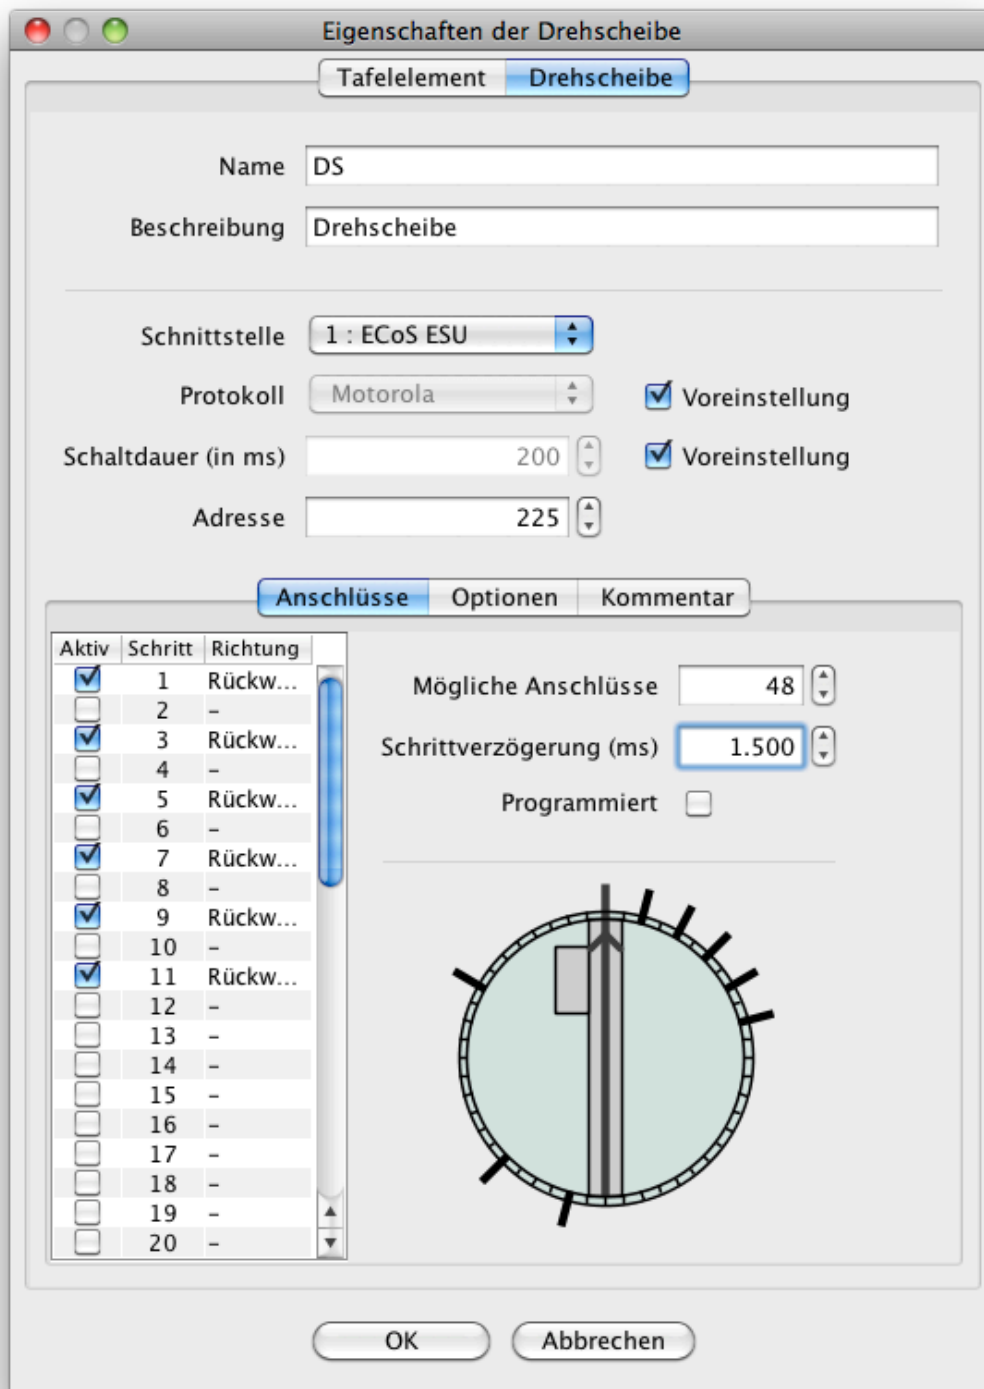 Eigenschaften der Drehscheibe
Tafelelement Drehscheibe
Name DS
Beschreibung Drehscheibe
Schnittstelle 1 : ECoS ESU
Protokoll Motorola Voreinstellung
Schaltdauer (in ms) 200 Voreinstellung
Adresse 225
Anschlüsse Optionen Kommentar
Aktiv Schritt Richtung
1 Rückw...
2 –
3 Rückw...
4 –
5 Rückw...
6 –
7 Rückw...
8 –
9 Rückw...
10 –
11 Rückw...
12 –
13 –
14 –
15 –
16 –
17 –
18 –
19 –
20 –
Mögliche Anschlüsse 48
Schrittverzögerung (ms) 1.500
Programmiert
OK Abbrechen